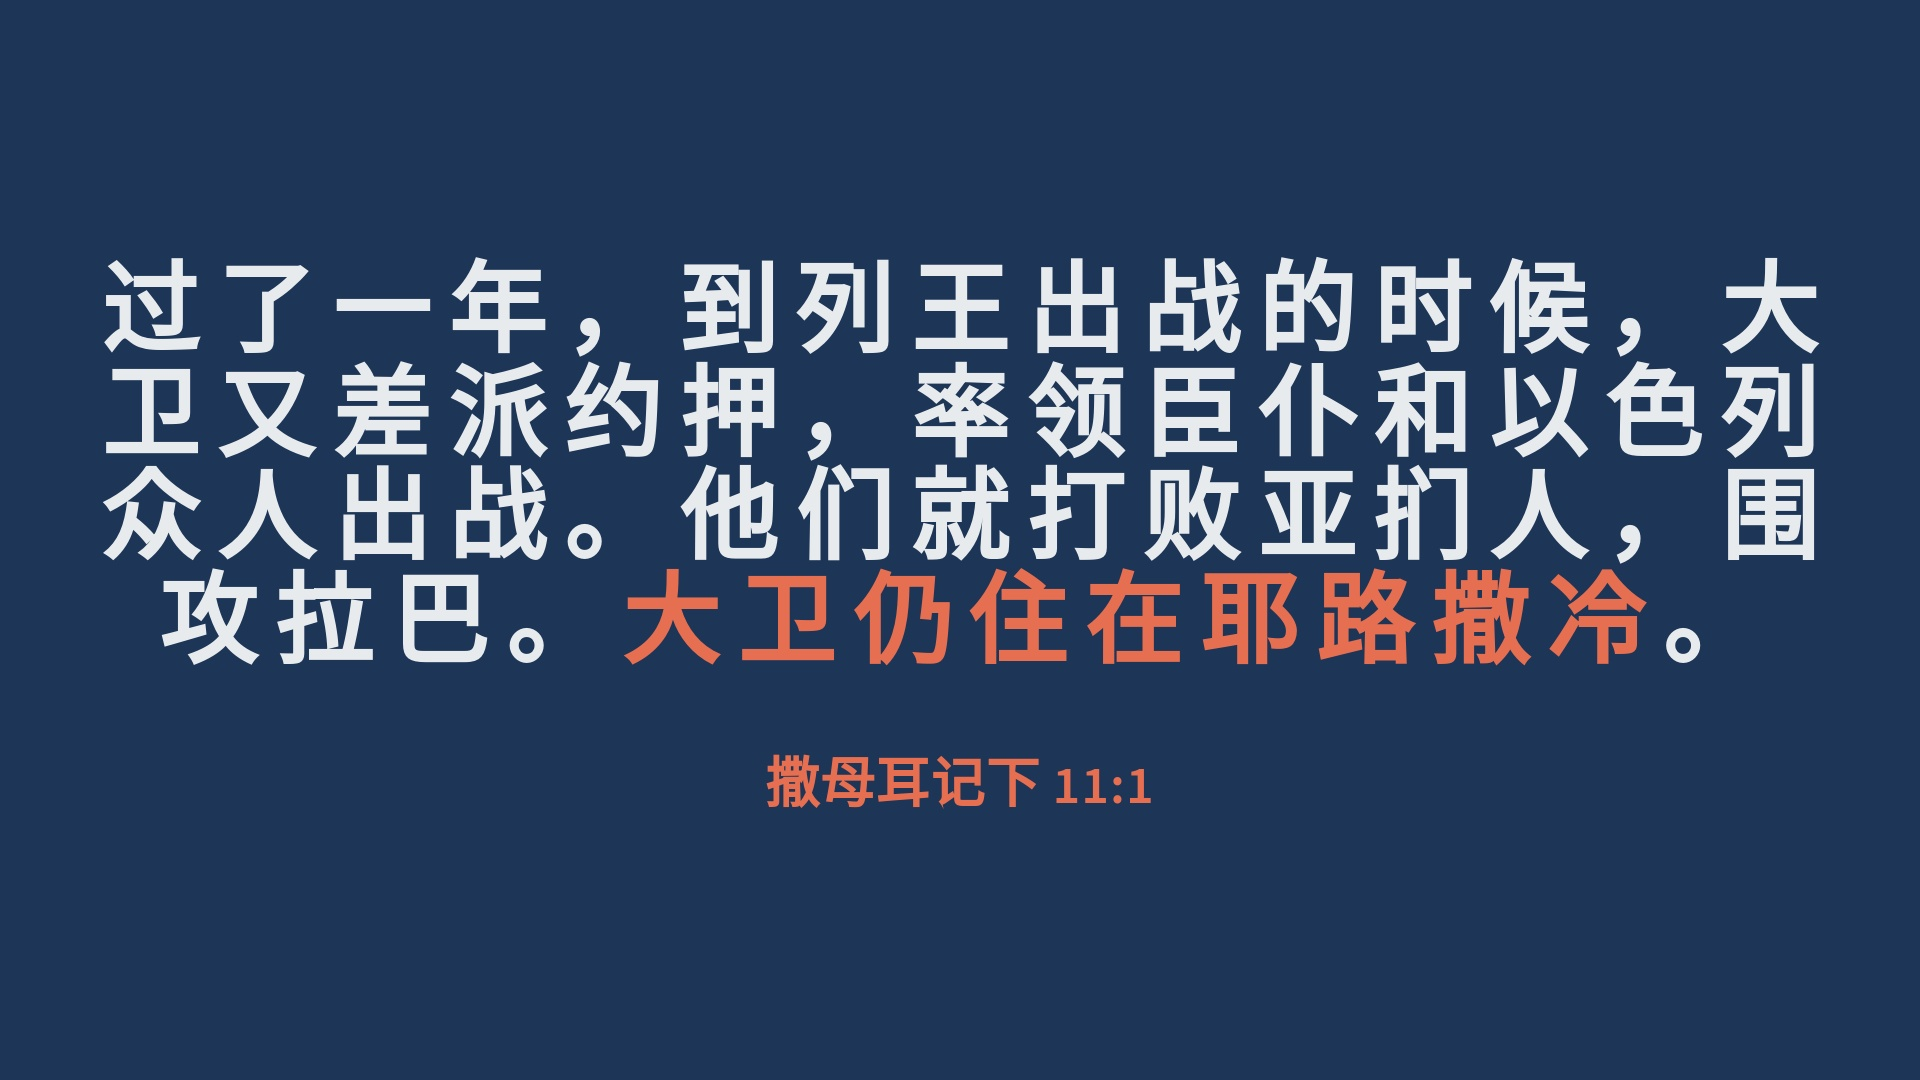 过了一年，到列王出战的时候，大
卫又差派约押，率领臣仆和以色列
众人出战。他们就打败亚扪人，围
攻拉巴。大卫仍住在耶路撒冷。
撒母耳记下 11:1